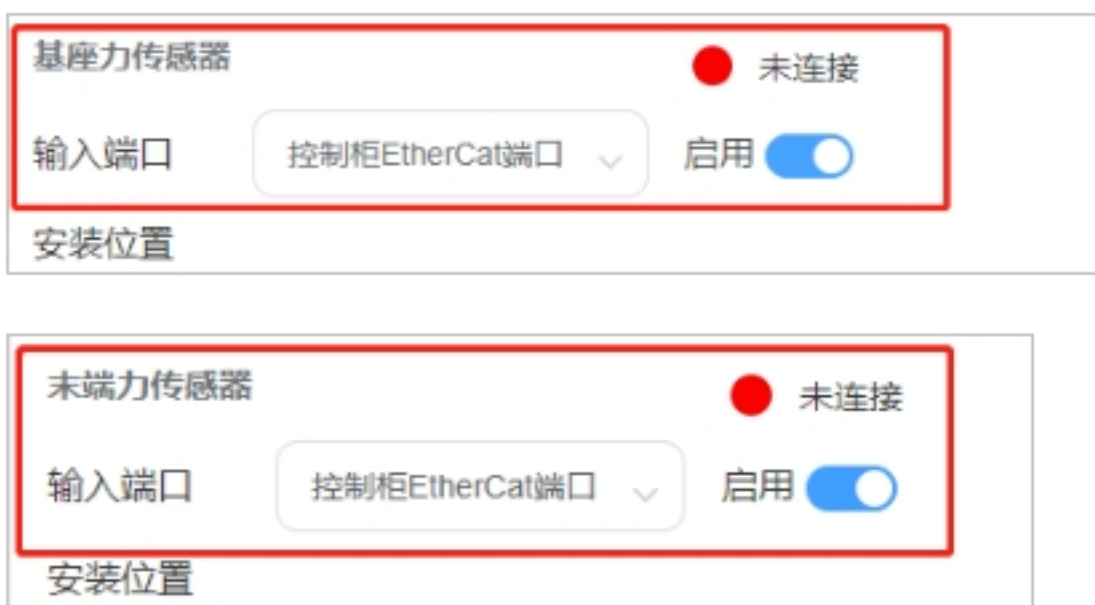 基座力传感器
未连接
输入端口 控制柜EtherCat端口 启用
安装位置
末端力传感器
未连接
输入端口 控制柜EtherCat端口 启用
安装位置